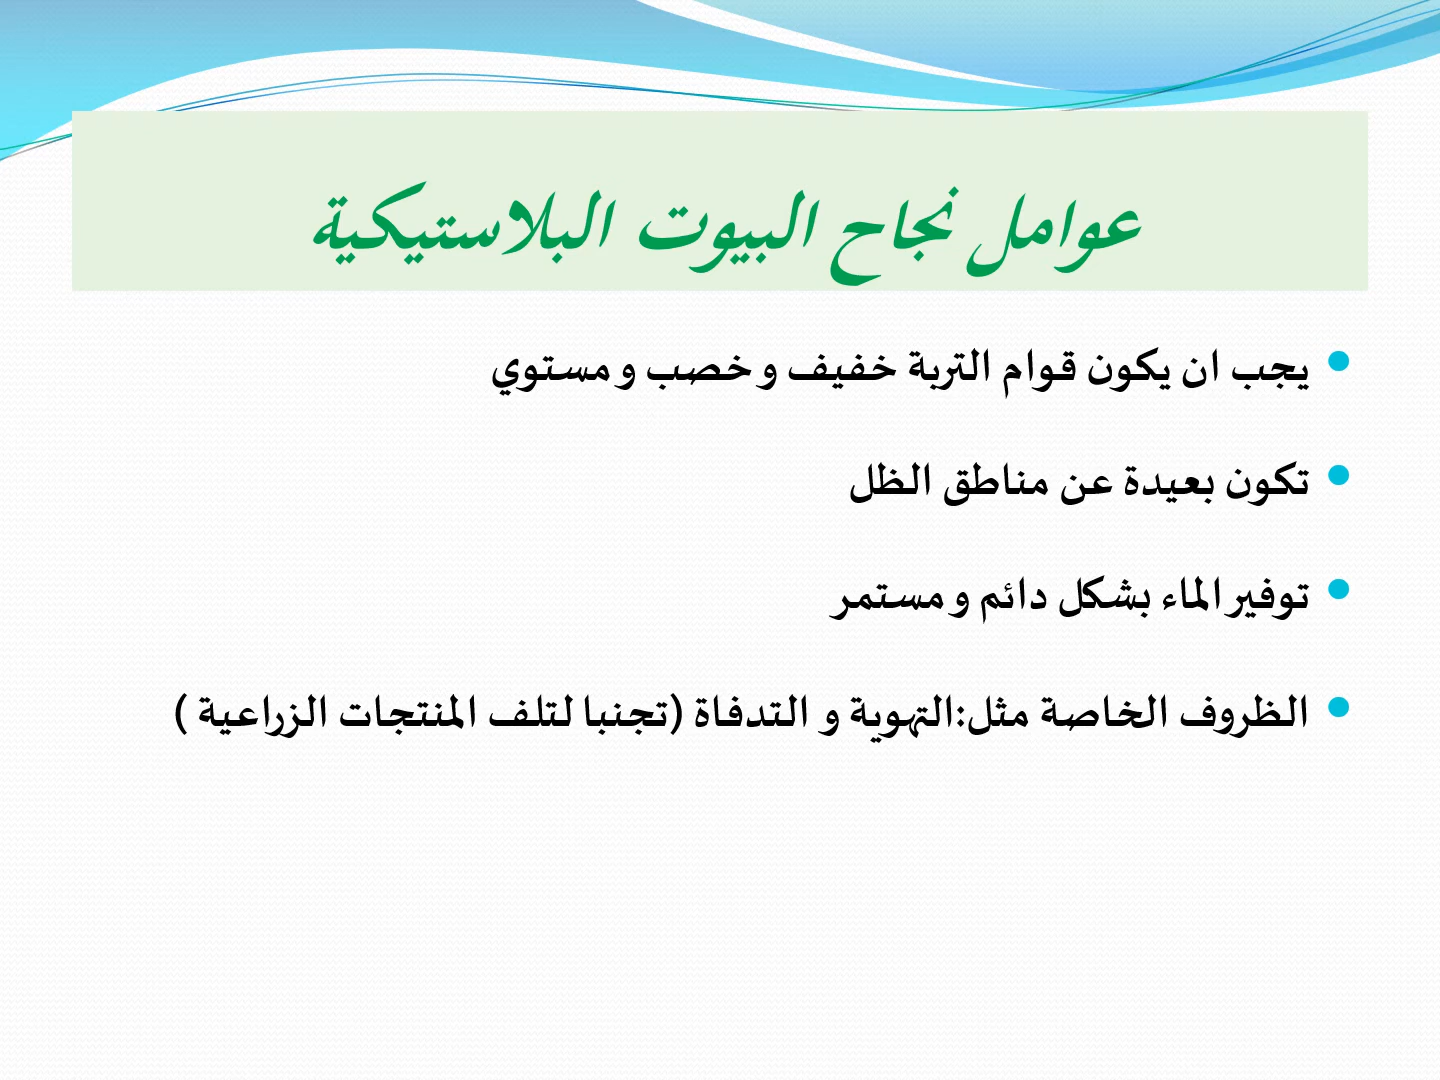 عوامل نجاح البيوت البلاستيكية
يجب ان يكون قوام التربة خفيف و خصب و مستوي
تكون بعيدة عن مناطق الظل
توفير الماء بشكل دائم و مستمر
الظروف الخاصة مثل:التهوية و التدفاة (تجنبا لتلف المنتجات الزراعية )